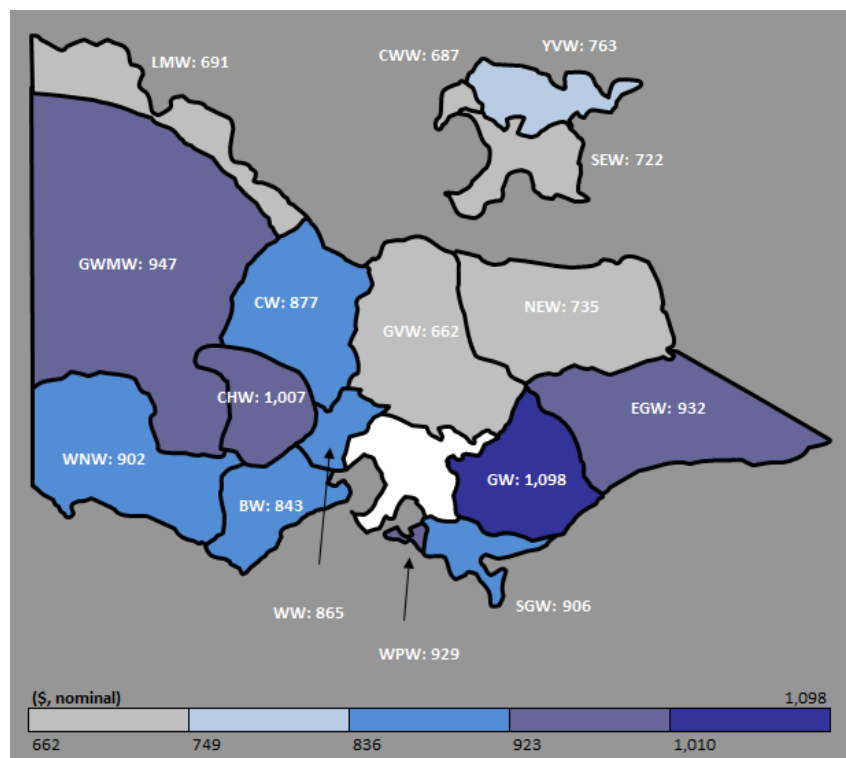 YVW: 763
CWW: 687
LMW: 691
SEW: 722
GWMW: 947
CW: 877
NEW: 735
GVW: 662
CHW: 1,007
EGW: 932
WNW: 902
GW: 1,098
BW: 843
SGW: 906
WW: 865
WPW: 929
($, nominal)
1,098
662
749
836
923
1,010